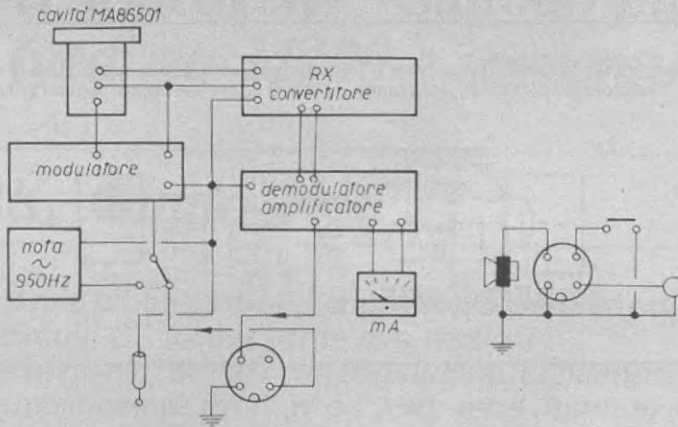 cavita' MA86501
RX
convertitore
modulatore
demodulatore
amplificatore
nota
~
950Hz
mA